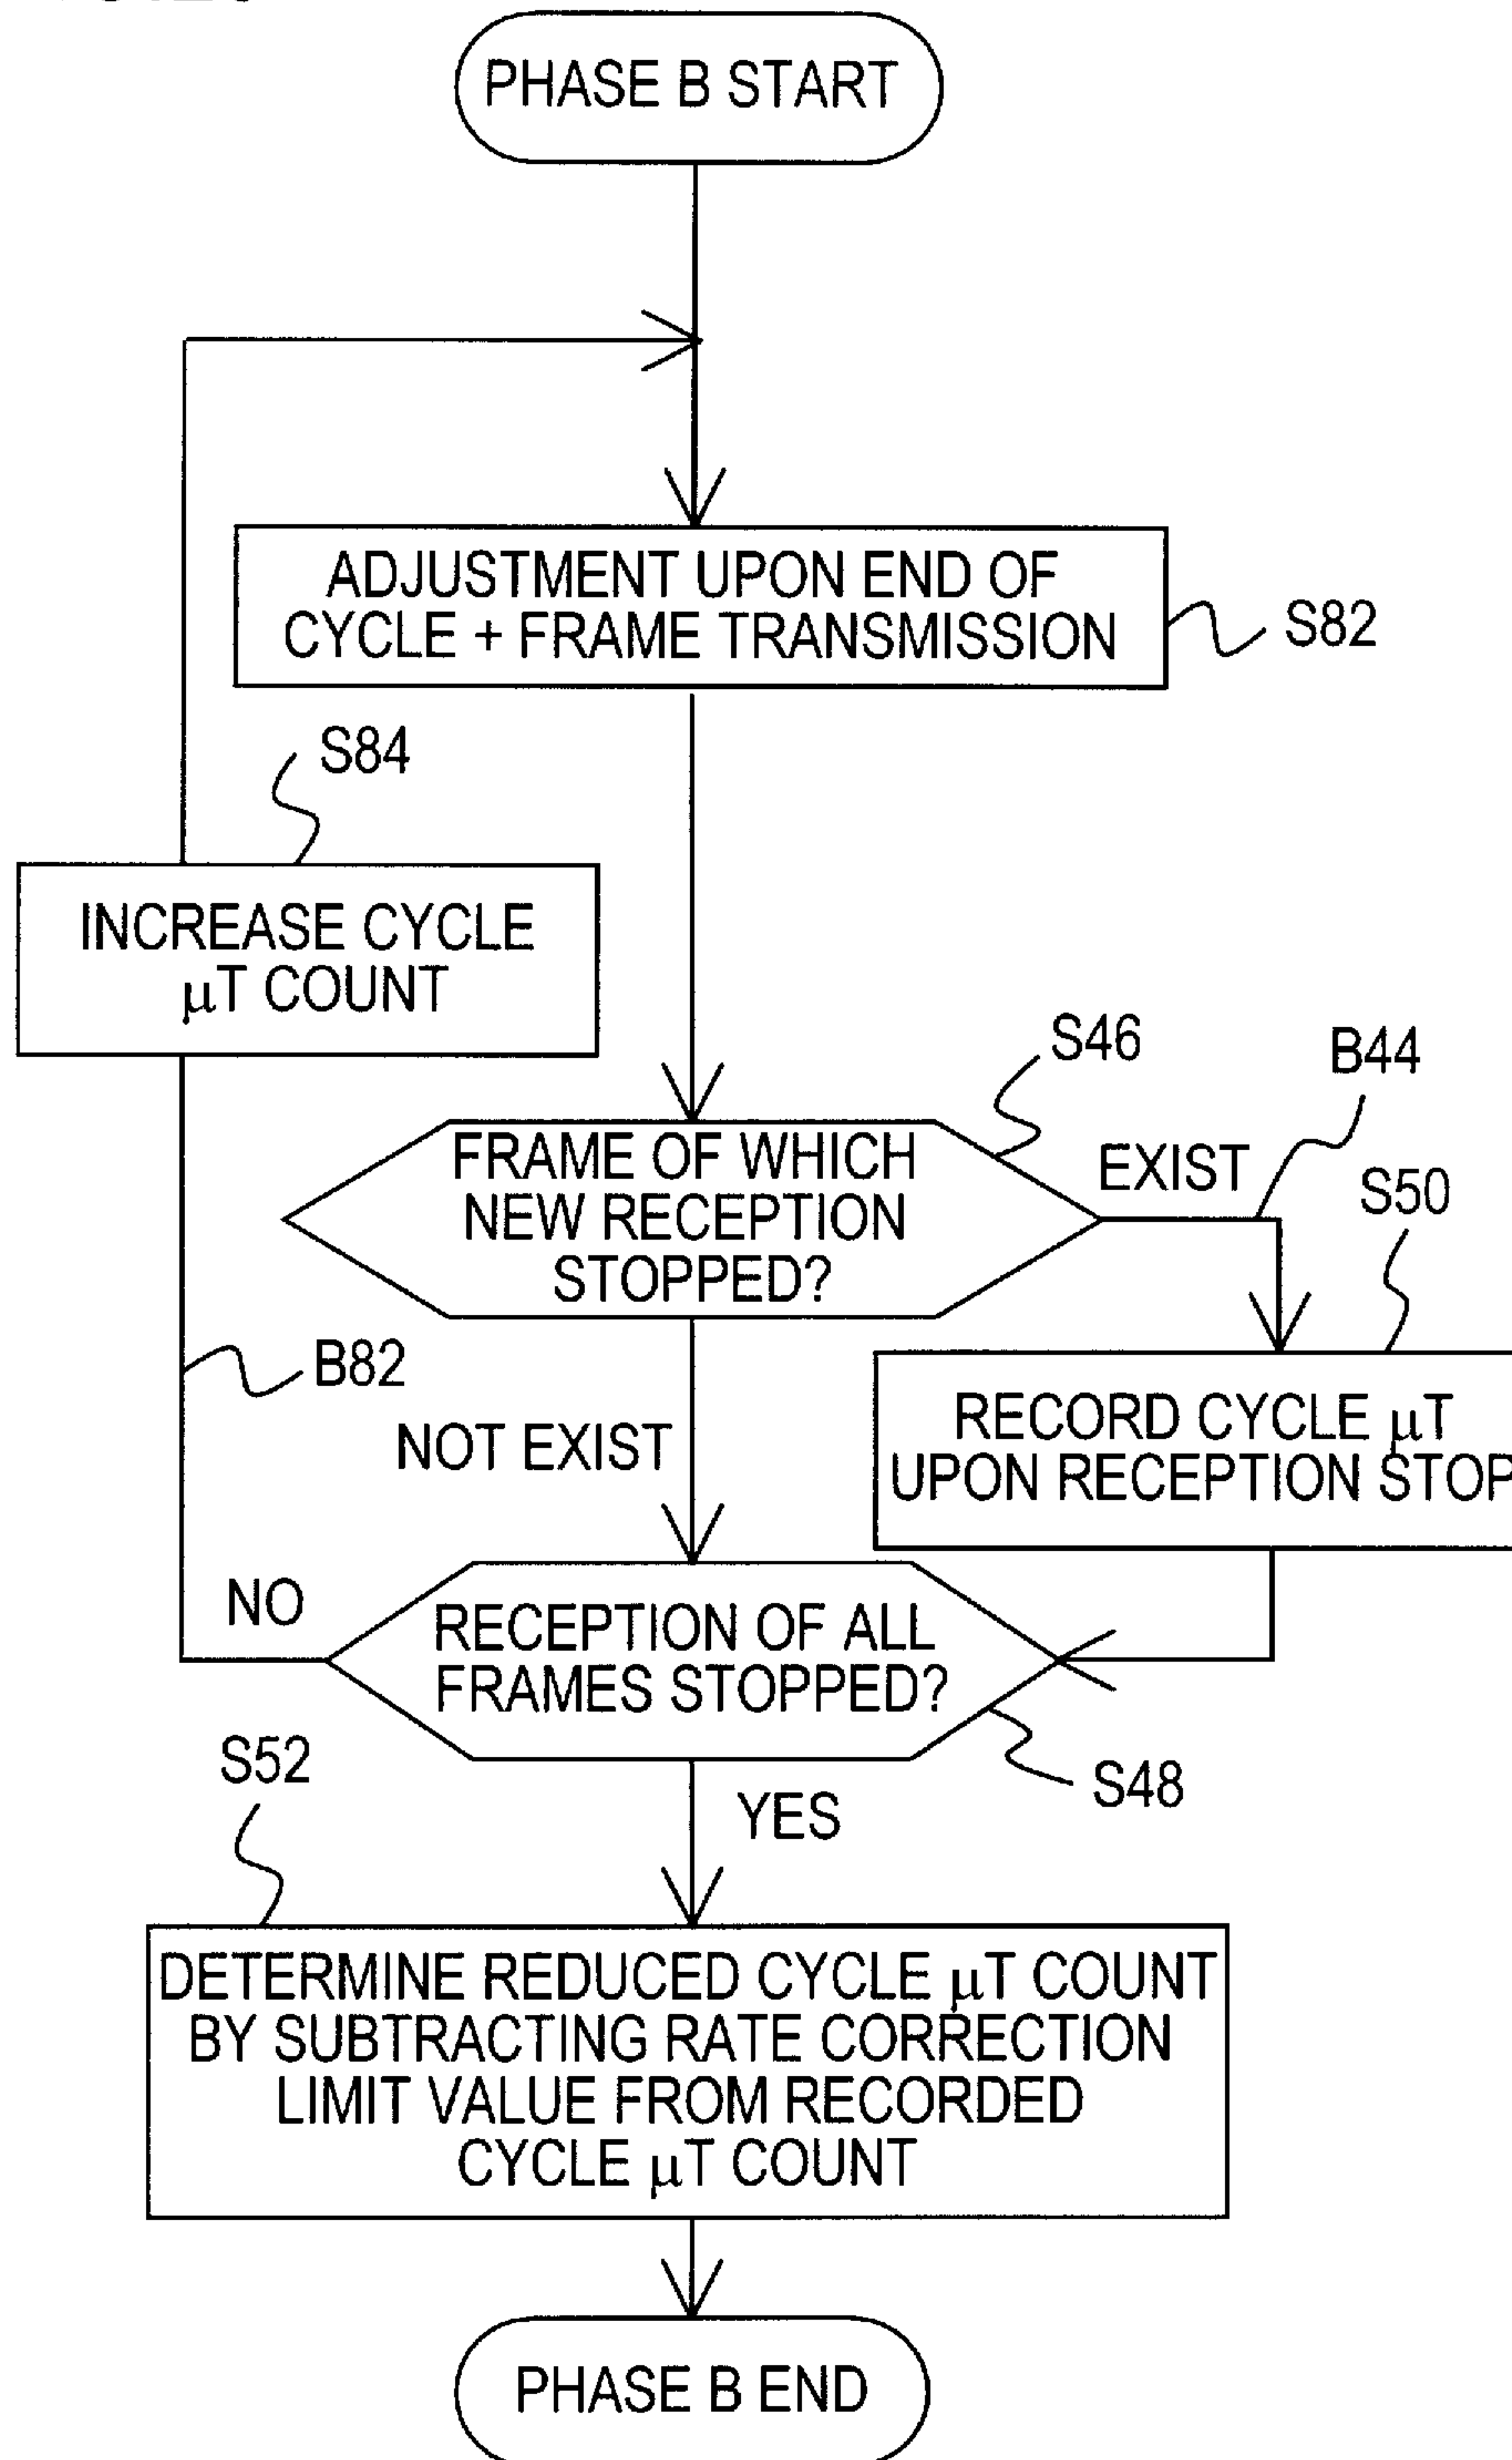 PHASE B START
ADJUSTMENT UPON END OF
CYCLE + FRAME TRANSMISSION
S82
S84
INCREASE CYCLE
μT COUNT
S46
B44
FRAME OF WHICH
NEW RECEPTION
STOPPED?
EXIST
S50
B82
NOT EXIST
RECORD CYCLE μT
UPON RECEPTION STOP
NO
RECEPTION OF ALL
FRAMES STOPPED?
S52
S48
YES
DETERMINE REDUCED CYCLE μT COUNT
BY SUBTRACTING RATE CORRECTION
LIMIT VALUE FROM RECORDED
CYCLE μT COUNT
PHASE B END